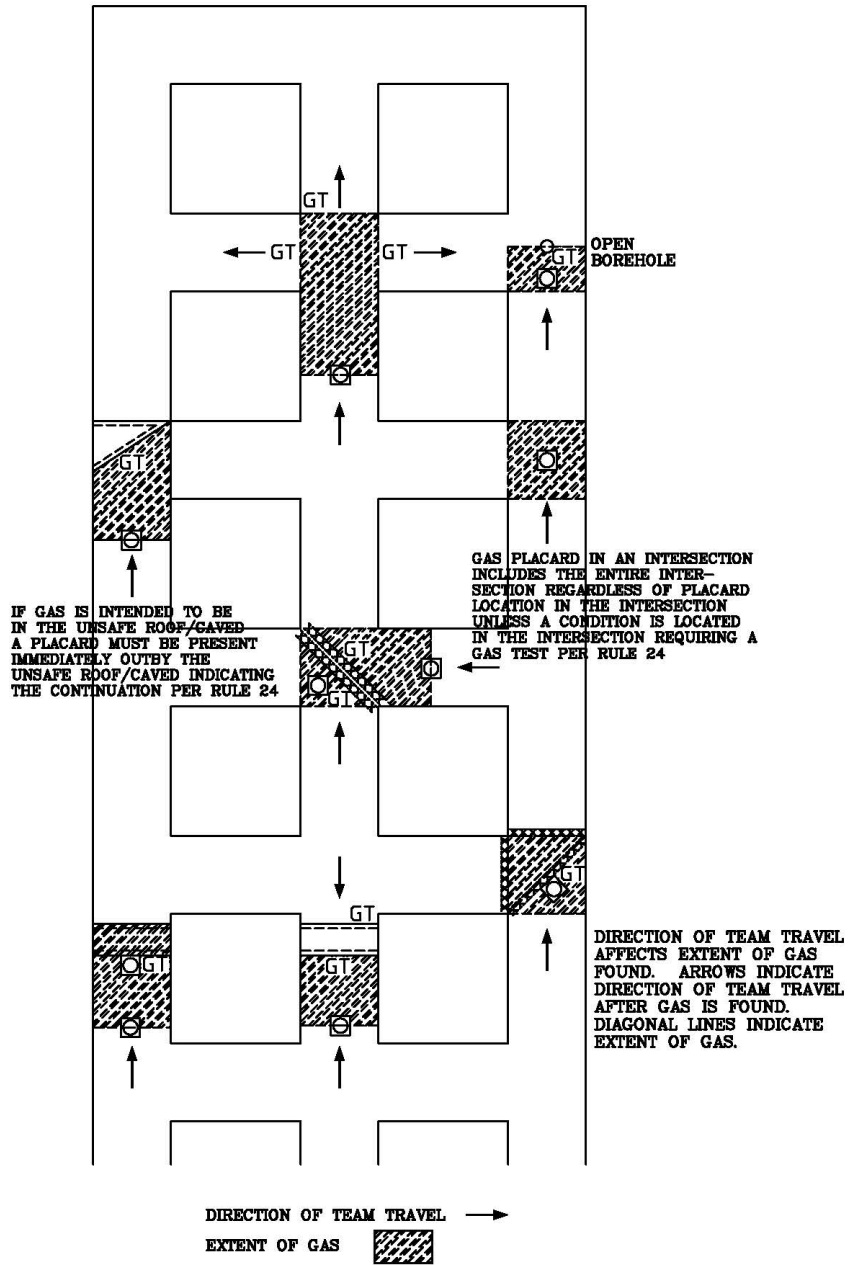 GT
GT
GT
OPEN
BOREHOLE
GT
GT
GAS PLACARD IN AN INTERSECTION
INCLUDES THE ENTIRE INTER-
SECTION REGARDLESS OF PLACARD
LOCATION IN THE INTERSECTION
UNLESS A CONDITION IS LOCATED
IN THE INTERSECTION REQUIRING A
GAS TEST PER RULE 24
IF GAS IS INTENDED TO BE
IN THE UNSAFE ROOF/CAVED
A PLACARD MUST BE PRESENT
IMMEDIATELY OUTBY THE
UNSAFE ROOF/CAVED INDICATING
THE CONTINUATION PER RULE 24
GT
GT
GT
GT
GT
GT
DIRECTION OF TEAM TRAVEL
AFFECTS EXTENT OF GAS
FOUND. ARROWS INDICATE
DIRECTION OF TEAM TRAVEL
AFTER GAS IS FOUND.
DIAGONAL LINES INDICATE
EXTENT OF GAS.
DIRECTION OF TEAM TRAVEL
EXTENT OF GAS